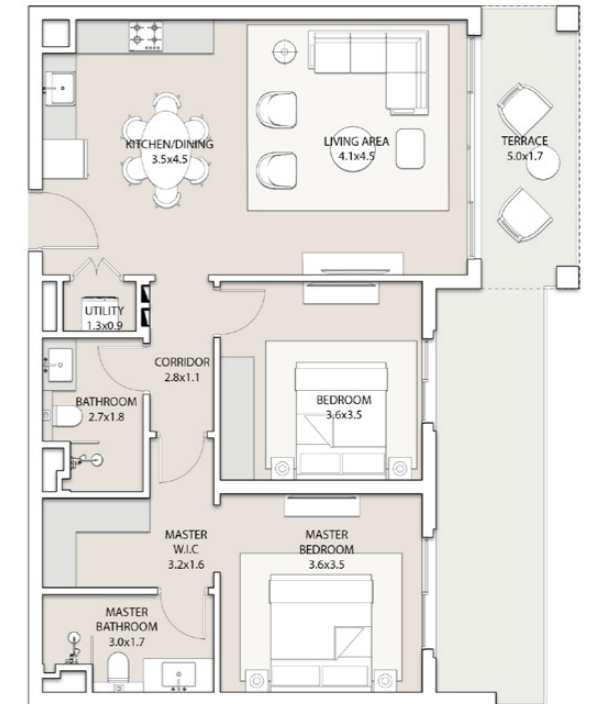 KITCHEN/DINING
3.5x4.5
LIVING AREA
4.1x4.5
TERRACE
5.0x1.7
UTILITY
1.3x0.9
CORRIDOR
2.8x1.1
BATHROOM
2.7x1.8
BEDROOM
3.6x3.5
MASTER
W.I.C
3.2x1.6
MASTER
BEDROOM
3.6x3.5
MASTER
BATHROOM
3.0x1.7